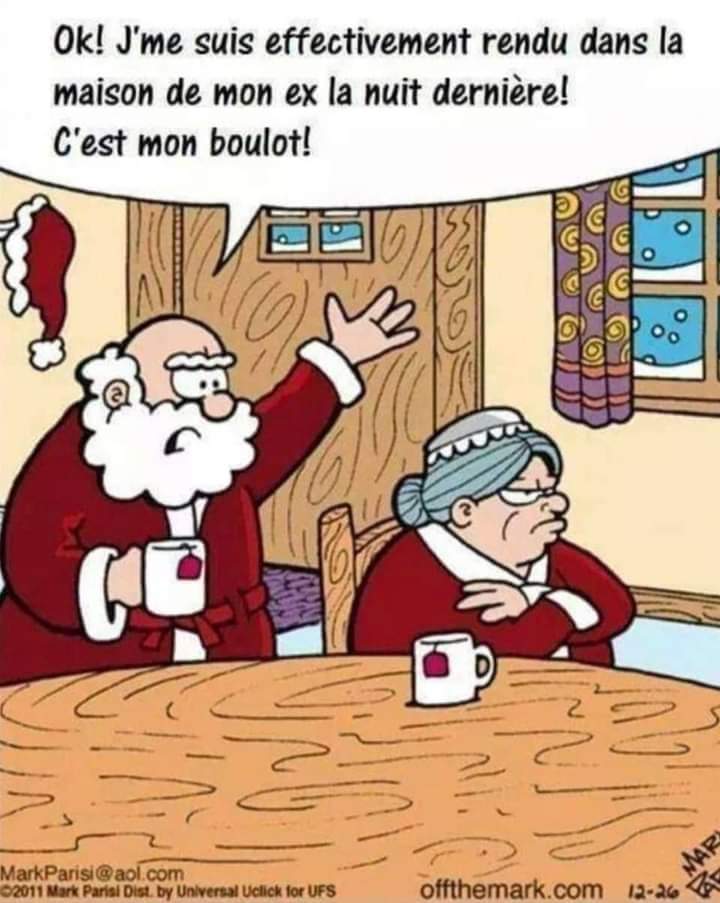 Ok! J'me suis effectivement rendu dans la
maison de mon ex la nuit dernière!
C'est mon boulot!
MarkParisi@aol.com
©2011 Mark Parisi Dist. by Universal Uclick for UFS
offthemark.com 12-26